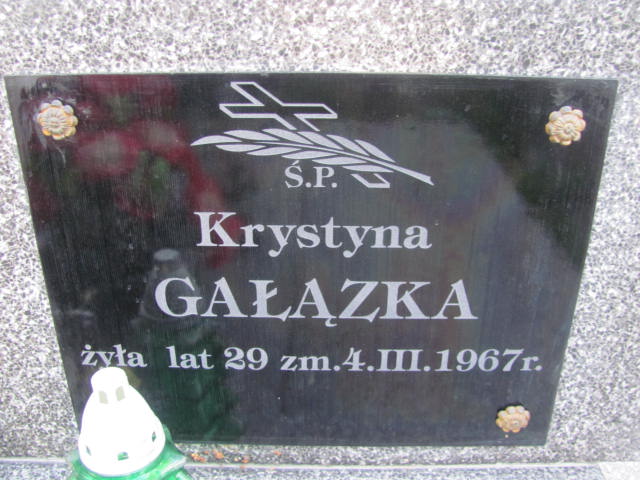 Ś.P.
Krystyna
GAŁĄZKA
żyła lat 29 zm.4.III.1967r.